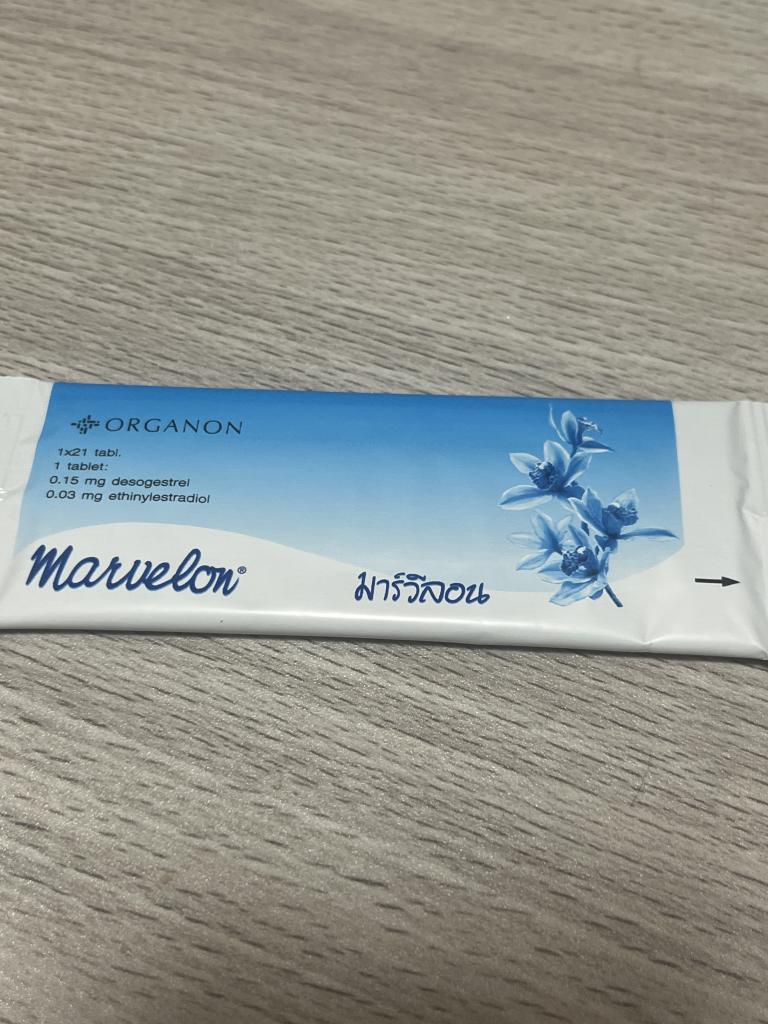 ORGANON
1x21 tabl.
1 tablet:
0.15 mg desogestrel
0.03 mg ethinylestradiol
Marvelon®
มาร์วีลอน